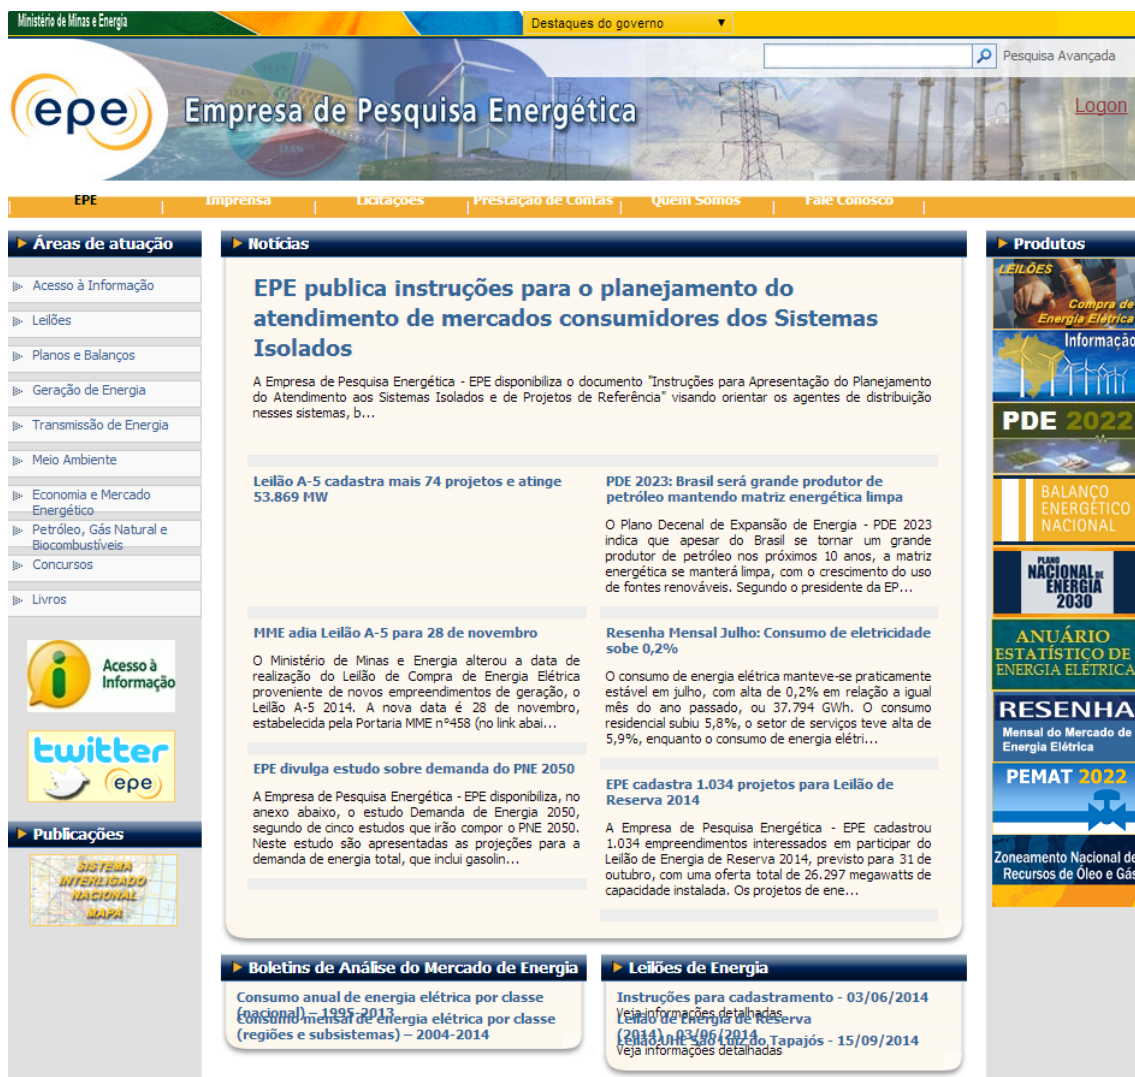 Ministério de Minas e Energia
Destaques do governo
Pesquisa Avançada
epe
Empresa de Pesquisa Energética
Logon
EPE
Imprensa
Licitações
Prestação de Contas
Quem Somos
Fale Conosco
Áreas de atuação
Acesso à Informação
Leilões
Planos e Balanços
Geração de Energia
Transmissão de Energia
Meio Ambiente
Economia e Mercado
Energético
Petróleo, Gás Natural e
Biocombustíveis
Concursos
Livros
Acesso à
Informação
twitter
epe
Publicações
SISTEMA
INTERLIGADO
NACIONAL
MAPA
Notícias
EPE publica instruções para o planejamento do
atendimento de mercados consumidores dos Sistemas
Isolados
A Empresa de Pesquisa Energética - EPE disponibiliza o documento "Instruções para Apresentação do Planejamento
do Atendimento aos Sistemas Isolados e de Projetos de Referência" visando orientar os agentes de distribuição
nesses sistemas, b...
Leilão A-5 cadastra mais 74 projetos e atinge
53.869 MW
PDE 2023: Brasil será grande produtor de
petróleo mantendo matriz energética limpa
O Plano Decenal de Expansão de Energia - PDE 2023
indica que apesar do Brasil se tornar um grande
produtor de petróleo nos próximos 10 anos, a matriz
energética se manterá limpa, com o crescimento do uso
de fontes renováveis. Segundo o presidente da EP...
MME adia Leilão A-5 para 28 de novembro
O Ministério de Minas e Energia alterou a data de
realização do Leilão de Compra de Energia Elétrica
proveniente de novos empreendimentos de geração, o
Leilão A-5 2014. A nova data é 28 de novembro,
estabelecida pela Portaria MME nº458 (no link abai...
Resenha Mensal Julho: Consumo de eletricidade
sobe 0,2%
O consumo de energia elétrica manteve-se praticamente
estável em julho, com alta de 0,2% em relação a igual
mês do ano passado, ou 37.794 GWh. O consumo
residencial subiu 5,8%, o setor de serviços teve alta de
5,9%, enquanto o consumo de energia elétri...
EPE divulga estudo sobre demanda do PNE 2050
A Empresa de Pesquisa Energética - EPE disponibiliza, no
anexo abaixo, o estudo Demanda de Energia 2050,
segundo de cinco estudos que irão compor o PNE 2050.
Neste estudo são apresentadas as projeções para a
demanda de energia total, que inclui gasolin...
EPE cadastra 1.034 projetos para Leilão de
Reserva 2014
A Empresa de Pesquisa Energética - EPE cadastrou
1.034 empreendimentos interessados em participar do
Leilão de Energia de Reserva 2014, previsto para 31 de
outubro, com uma oferta total de 26.297 megawatts de
capacidade instalada. Os projetos de ene...
Boletins de Análise do Mercado de Energia
Consumo anual de energia elétrica por classe
(nacional) – 1995-2013
Consumo mensal de energia elétrica por classe
(regiões e subsistemas) – 2004-2014
Leilões de Energia
Instruções para cadastramento - 03/06/2014
Veja informações detalhadas
Leilão de Energia de Reserva
(2014) - 03/06/2014
Leilão UHE São Luiz do Tapajós - 15/09/2014
Veja informações detalhadas
Produtos
LEILÕES
Compra de
Energia Elétrica
Informação
PDE 2022
BALANÇO
ENERGÉTICO
NACIONAL
PLANO
NACIONAL DE
ENERGIA
2030
ANUÁRIO
ESTATÍSTICO DE
ENERGIA ELÉTRICA
RESENHA
Mensal do Mercado de
Energia Elétrica
PEMAT 2022
Zoneamento Nacional de
Recursos de Óleo e Gás